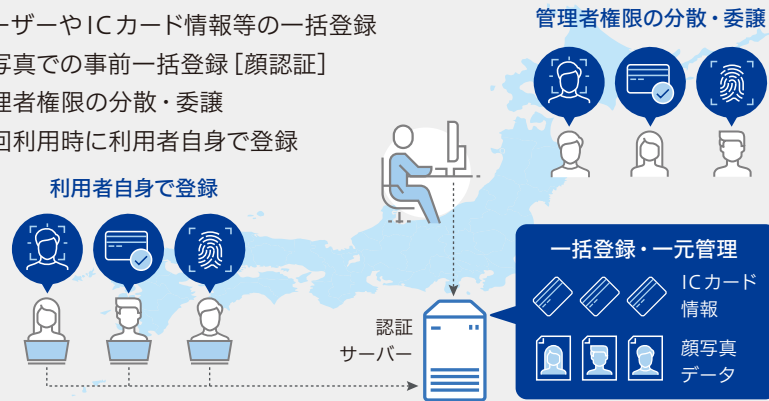 ーザーやICカード情報等の一括登録
写真での事前一括登録［顔認証］
理者権限の分散・委譲
回利用時に利用者自身で登録
管理者権限の分散・委譲
利用者自身で登録
一括登録・一元管理
ICカード
情報
顔写真
データ
認証
サーバー